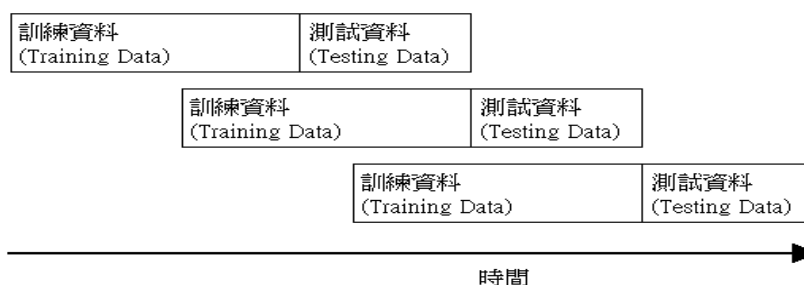 訓練資料
(Training Data)
測試資料
(Testing Data)
訓練資料
(Training Data)
測試資料
(Testing Data)
訓練資料
(Training Data)
測試資料
(Testing Data)
時間